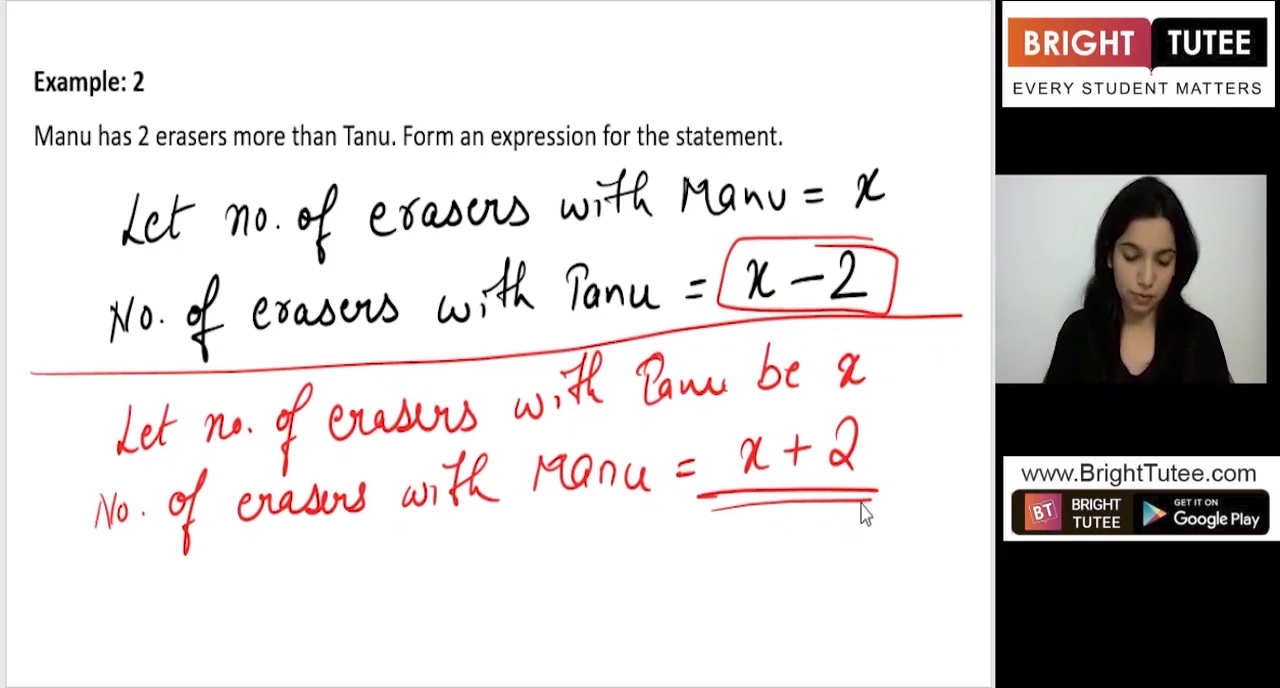 Example: 2
Manu has 2 erasers more than Tanu. Form an expression for the statement.
Let no. of erasers with Manu = x
No. of erasers with Tanu = x − 2
Let no. of erasers with Tanu be x
No. of erasers with Manu = x + 2
BRIGHT TUTEE
EVERY STUDENT MATTERS
www.BrightTutee.com
BT BRIGHT TUTEE
GET IT ON
Google Play